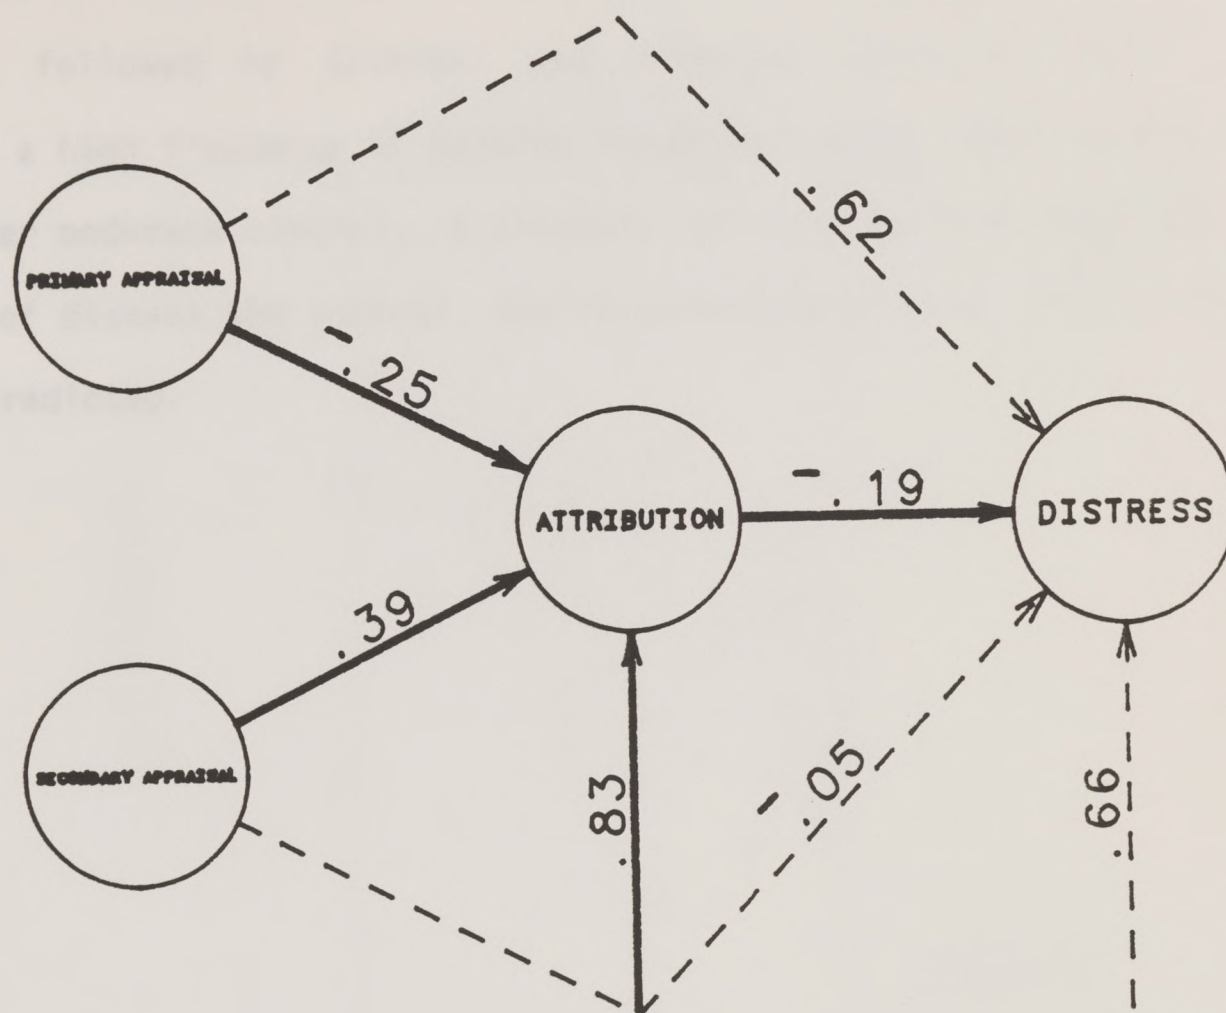 .62
PRIMARY APPRAISAL
-.25
-.19
ATTRIBUTION
DISTRESS
.39
SECONDARY APPRAISAL
.83
-.05
.66